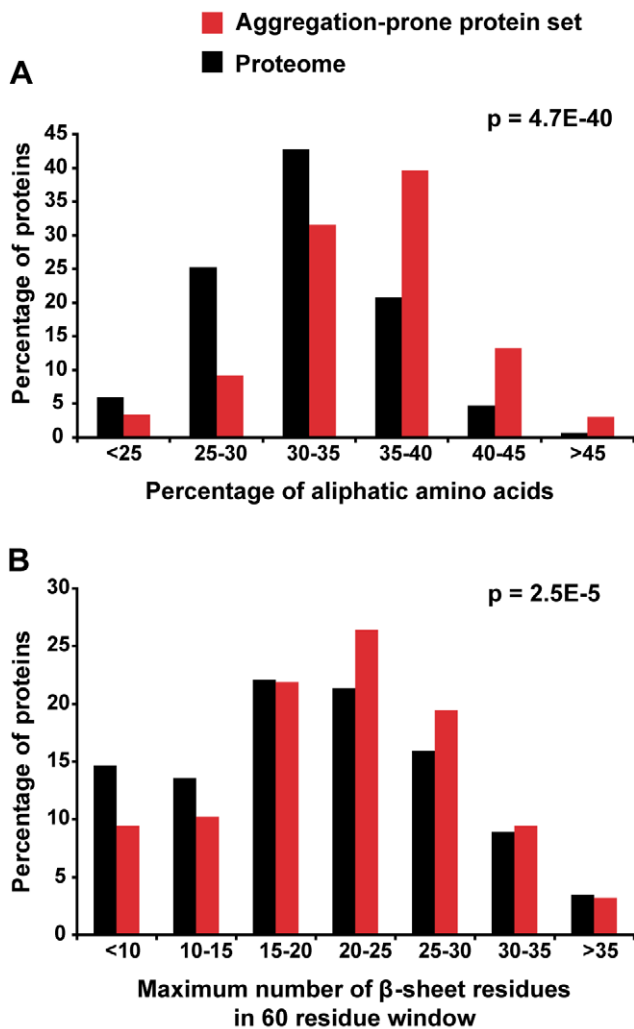 Aggregation-prone protein set
Proteome
A
p = 4.7E-40
Percentage of proteins
45
40
35
30
25
20
15
10
5
0
<25 25-30 30-35 35-40 40-45 >45
Percentage of aliphatic amino acids
B
p = 2.5E-5
Percentage of proteins
30
25
20
15
10
5
0
<10 10-15 15-20 20-25 25-30 30-35 >35
Maximum number of β-sheet residues
in 60 residue window